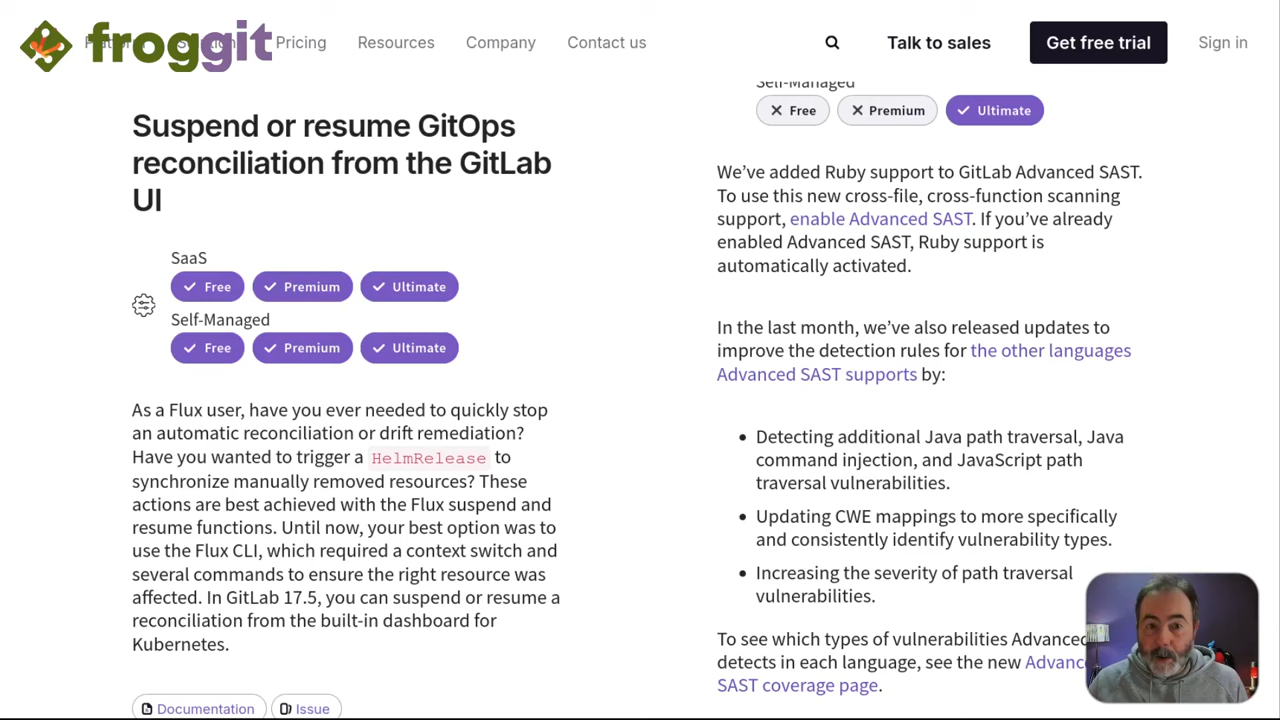 froggit
Pricing
Resources
Company
Contact us
Talk to sales
Get free trial
Sign in
Suspend or resume GitOps
reconciliation from the GitLab
UI
SaaS
Free
Premium
Ultimate
Self-Managed
Free
Premium
Ultimate
As a Flux user, have you ever needed to quickly stop
an automatic reconciliation or drift remediation?
Have you wanted to trigger a HelmRelease to
synchronize manually removed resources? These
actions are best achieved with the Flux suspend and
resume functions. Until now, your best option was to
use the Flux CLI, which required a context switch and
several commands to ensure the right resource was
affected. In GitLab 17.5, you can suspend or resume a
reconciliation from the built-in dashboard for
Kubernetes.
Documentation
Issue
Self-Managed
Free
Premium
Ultimate
We’ve added Ruby support to GitLab Advanced SAST.
To use this new cross-file, cross-function scanning
support, enable Advanced SAST. If you’ve already
enabled Advanced SAST, Ruby support is
automatically activated.
In the last month, we’ve also released updates to
improve the detection rules for the other languages
Advanced SAST supports by:
Detecting additional Java path traversal, Java
command injection, and JavaScript path
traversal vulnerabilities.
Updating CWE mappings to more specifically
and consistently identify vulnerability types.
Increasing the severity of path traversal
vulnerabilities.
To see which types of vulnerabilities Advanced
detects in each language, see the new
SAST coverage page.